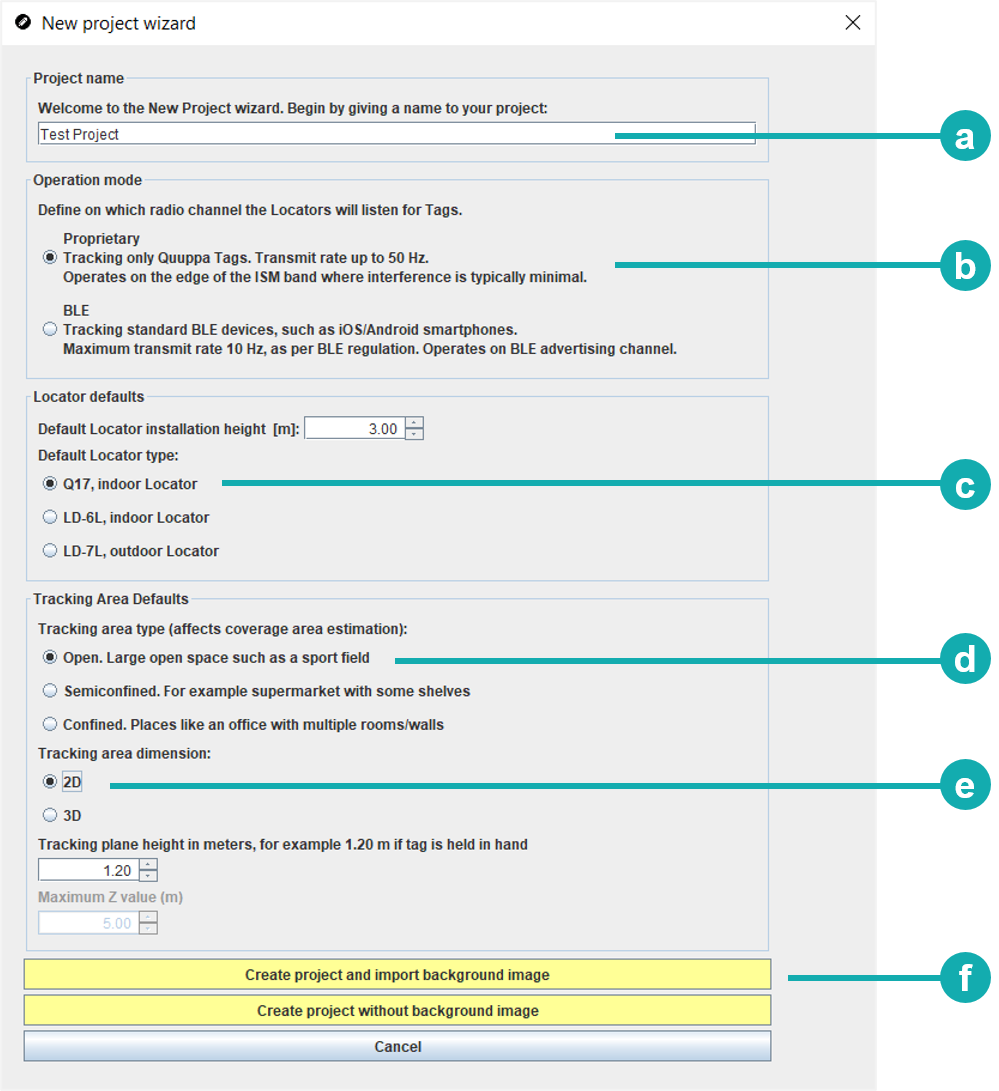 New project wizard
Project name
Welcome to the New Project wizard. Begin by giving a name to your project:
Test Project
a
Operation mode
Define on which radio channel the Locators will listen for Tags.
Proprietary
Tracking only Quuppa Tags. Transmit rate up to 50 Hz.
Operates on the edge of the ISM band where interference is typically minimal.
b
BLE
Tracking standard BLE devices, such as iOS/Android smartphones.
Maximum transmit rate 10 Hz, as per BLE regulation. Operates on BLE advertising channel.
Locator defaults
Default Locator installation height [m]: 3.00
Default Locator type:
Q17, indoor Locator
c
LD-6L, indoor Locator
LD-7L, outdoor Locator
Tracking Area Defaults
Tracking area type (affects coverage area estimation):
Open. Large open space such as a sport field
d
Semiconfined. For example supermarket with some shelves
Confined. Places like an office with multiple rooms/walls
Tracking area dimension:
2D
e
3D
Tracking plane height in meters, for example 1.20 m if tag is held in hand
1.20
Maximum Z value (m)
5.00
Create project and import background image
f
Create project without background image
Cancel